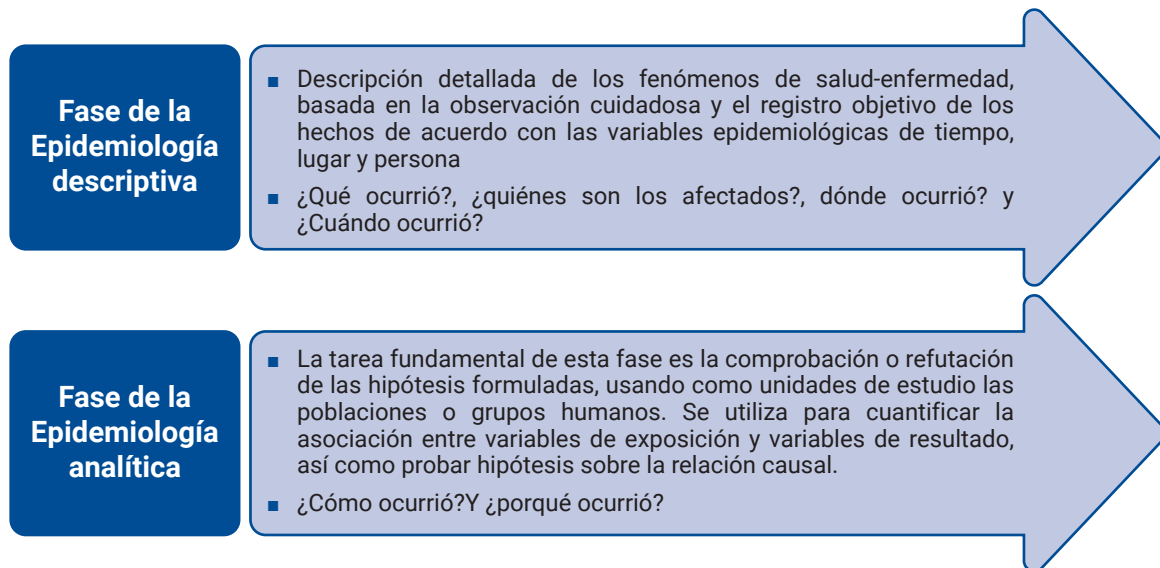 Fase de la
Epidemiología
descriptiva
▪ Descripción detallada de los fenómenos de salud-enfermedad,
basada en la observación cuidadosa y el registro objetivo de los
hechos de acuerdo con las variables epidemiológicas de tiempo,
lugar y persona
▪ ¿Qué ocurrió?, ¿quiénes son los afectados?, dónde ocurrió? y
¿Cuándo ocurrió?
Fase de la
Epidemiología
analítica
▪ La tarea fundamental de esta fase es la comprobación o refutación
de las hipótesis formuladas, usando como unidades de estudio las
poblaciones o grupos humanos. Se utiliza para cuantificar la
asociación entre variables de exposición y variables de resultado,
así como probar hipótesis sobre la relación causal.
▪ ¿Cómo ocurrió?Y ¿porqué ocurrió?